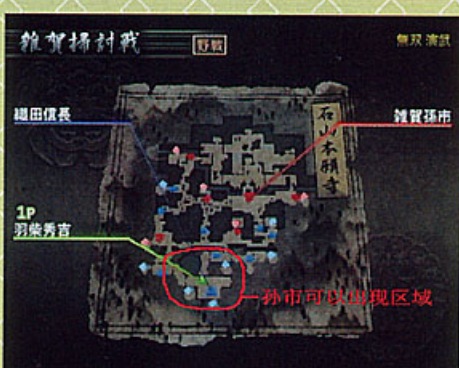 雑賀掃討戦
野戦
無双演武
織田信長
雑賀孫市
石山本願寺
1P
羽柴秀吉
孙市可以出现区域